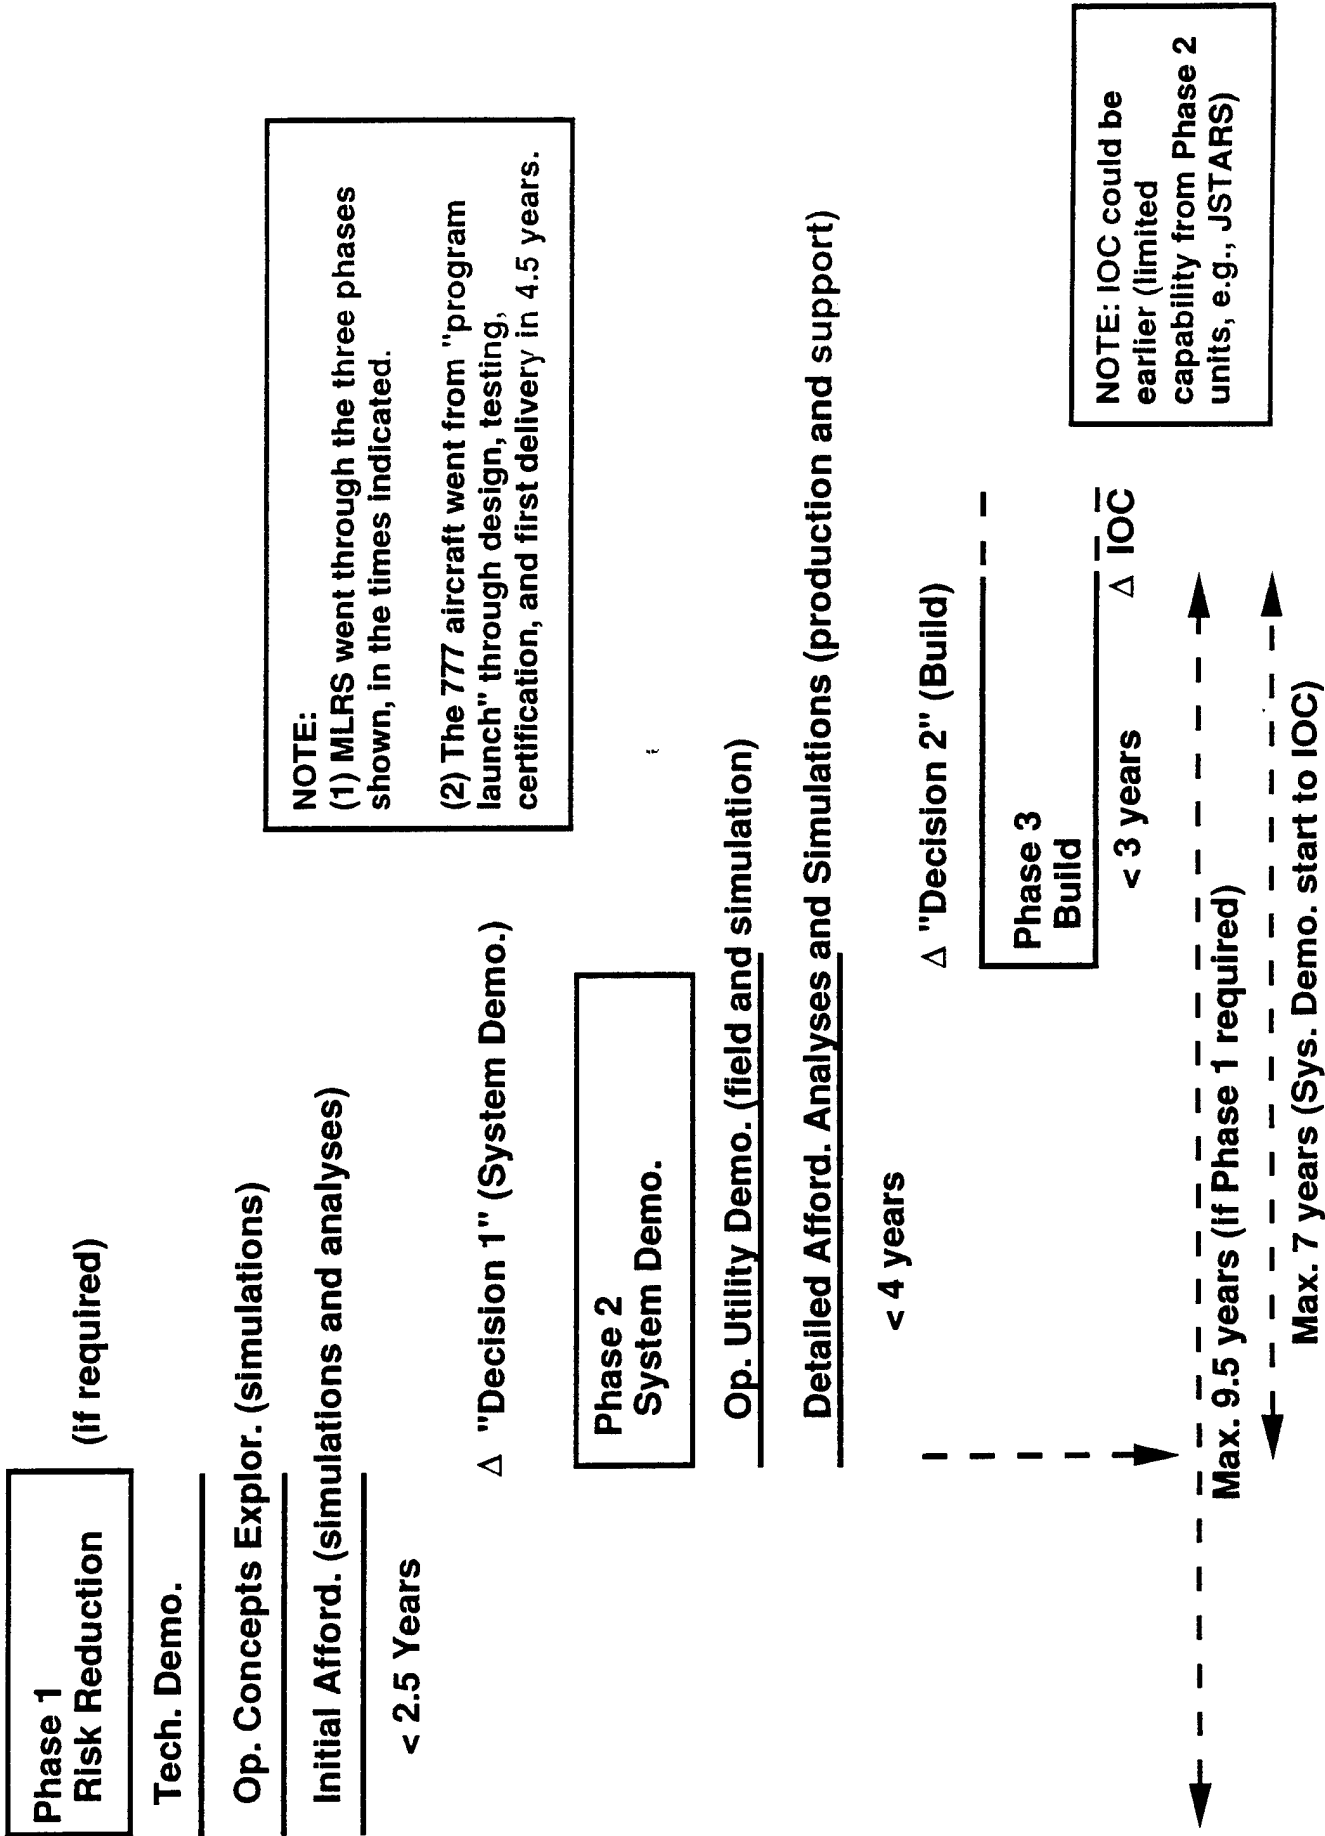 Phase 1
Risk Reduction
(if required)
Tech. Demo.
Op. Concepts Explor. (simulations)
Initial Afford. (simulations and analyses)
< 2.5 Years
NOTE:
(1) MLRS went through the three phases
shown, in the times indicated.
(2) The 777 aircraft went from "program
launch" through design, testing,
certification, and first delivery in 4.5 years.
Δ "Decision 1" (System Demo.)
Phase 2
System Demo.
Op. Utility Demo. (field and simulation)
Detailed Afford. Analyses and Simulations (production and support)
< 4 years
Δ "Decision 2" (Build)
Phase 3
Build
< 3 years
Δ IOC
NOTE: IOC could be
earlier (limited
capability from Phase 2
units, e.g., JSTARS)
Max. 9.5 years (if Phase 1 required)
Max. 7 years (Sys. Demo. start to IOC)